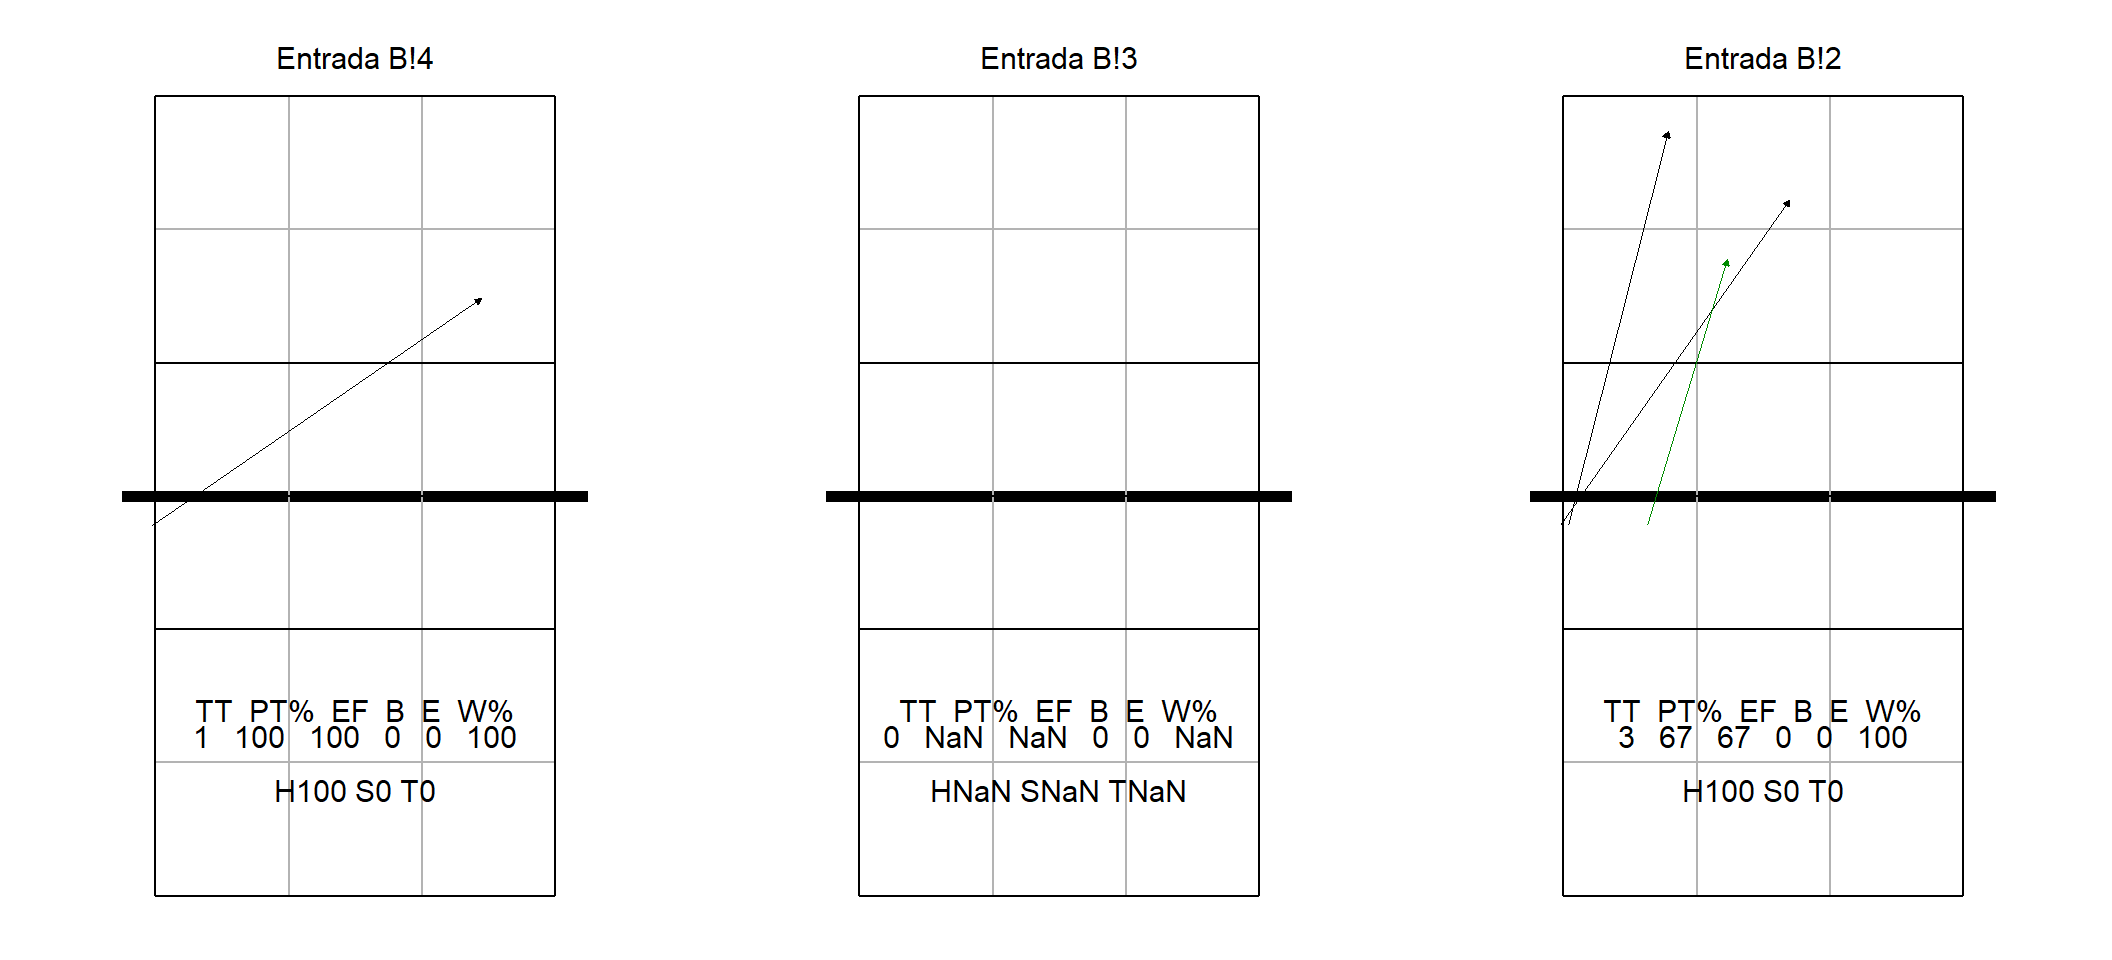 Entrada B!4
TT PT% EF B E W%
1 100 100 0 0 100
H100 S0 T0
Entrada B!3
TT PT% EF B E W%
0 NaN NaN 0 0 NaN
HNaN SNaN TNaN
Entrada B!2
TT PT% EF B E W%
3 67 67 0 0 100
H100 S0 T0